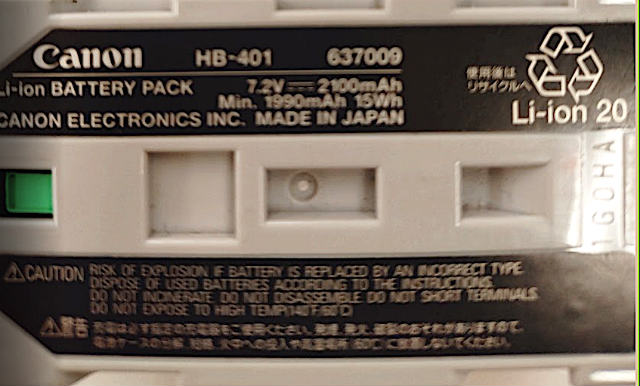 Canon HB-401 637009
Li-ion BATTERY PACK 7.2V 2100mAh
Min. 1990mAh 15Wh
CANON ELECTRONICS INC. MADE IN JAPAN
使用後は
リサイクルへ
Li-ion 20
1GOHA
⚠CAUTION RISK OF EXPLOSION IF BATTERY IS REPLACED BY AN INCORRECT TYPE.
DISPOSE OF USED BATTERIES ACCORDING TO THE INSTRUCTIONS.
DO NOT INCINERATE DO NOT DISASSEMBLE DO NOT SHORT TERMINALS
DO NOT EXPOSE TO HIGH TEMP(140°F 60°C)
⚠警告